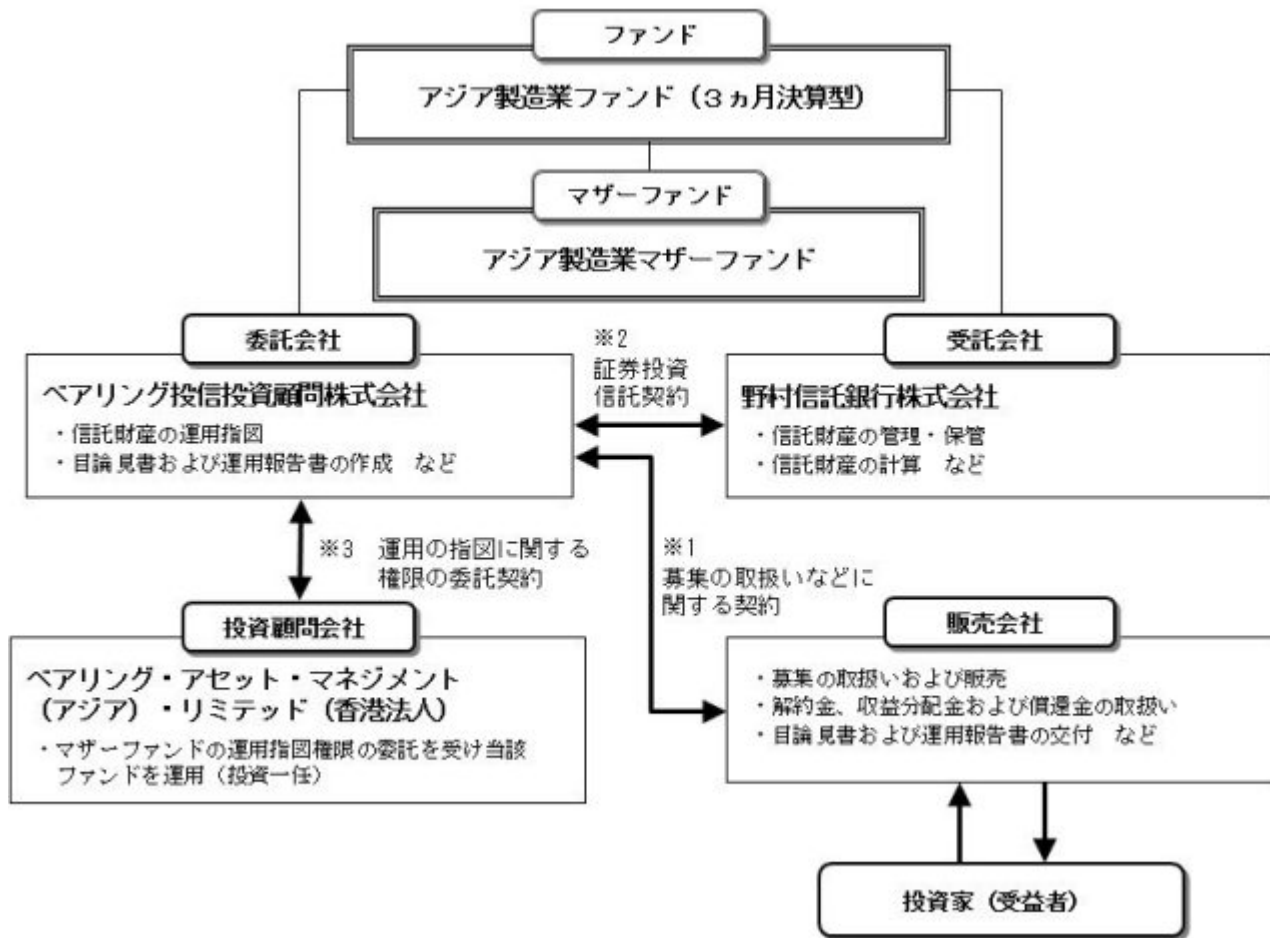 ファンド
アジア製造業ファンド（３ヵ月決算型）
マザーファンド
アジア製造業マザーファンド
委託会社
ベアリング投信投資顧問株式会社
・信託財産の運用指図
・目論見書および運用報告書の作成　など
※2
証券投資
信託契約
受託会社
野村信託銀行株式会社
・信託財産の管理・保管
・信託財産の計算　など
※3　運用の指図に関する
権限の委託契約
※1
募集の取扱いなどに
関する契約
投資顧問会社
ベアリング・アセット・マネジメント
（アジア）・リミテッド（香港法人）
・マザーファンドの運用指図権限の委託を受け当該
ファンドを運用（投資一任）
販売会社
・募集の取扱いおよび販売
・解約金、収益分配金および償還金の取扱い
・目論見書および運用報告書の交付　など
投資家（受益者）